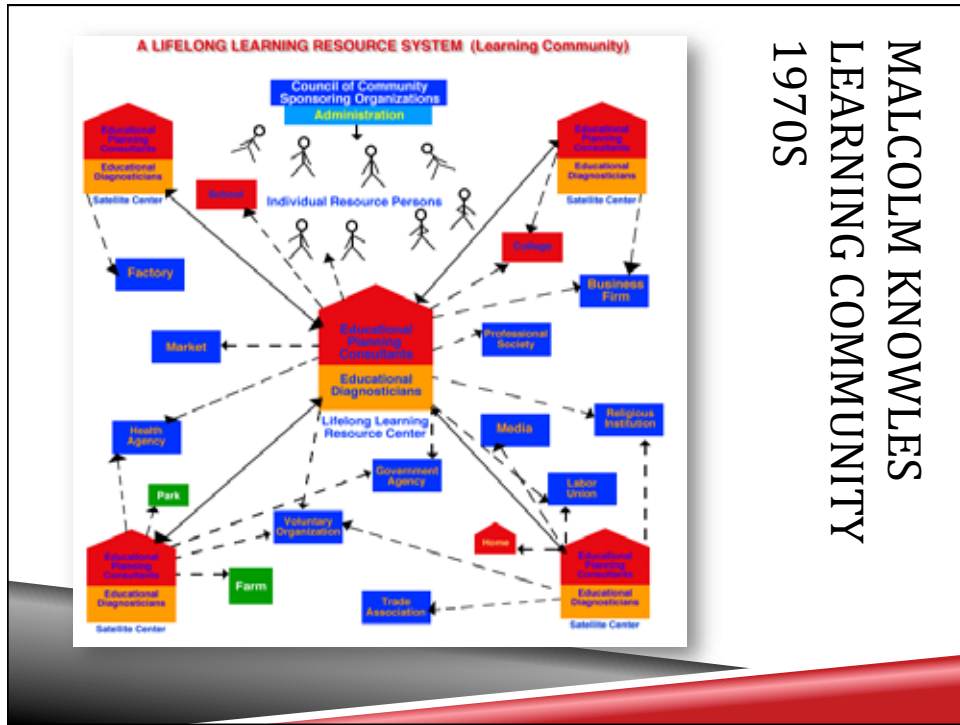 MALCOLM KNOWLES
LEARNING COMMUNITY
1970S
A LIFELONG LEARNING RESOURCE SYSTEM (Learning Community)
Council of Community
Sponsoring Organizations
Administration
Educational
Planning
Consultants
Educational
Diagnosticians
Satellite Center
Educational
Planning
Consultants
Educational
Diagnosticians
Satellite Center
School
Individual Resource Persons
College
Factory
Business
Firm
Market
Educational
Planning
Consultants
Educational
Diagnosticians
Lifelong Learning
Resource Center
Professional
Society
Health
Agency
Media
Religious
Institution
Government
Agency
Labor
Union
Park
Voluntary
Organization
Home
Educational
Planning
Consultants
Educational
Diagnosticians
Satellite Center
Farm
Trade
Association
Educational
Planning
Consultants
Educational
Diagnosticians
Satellite Center